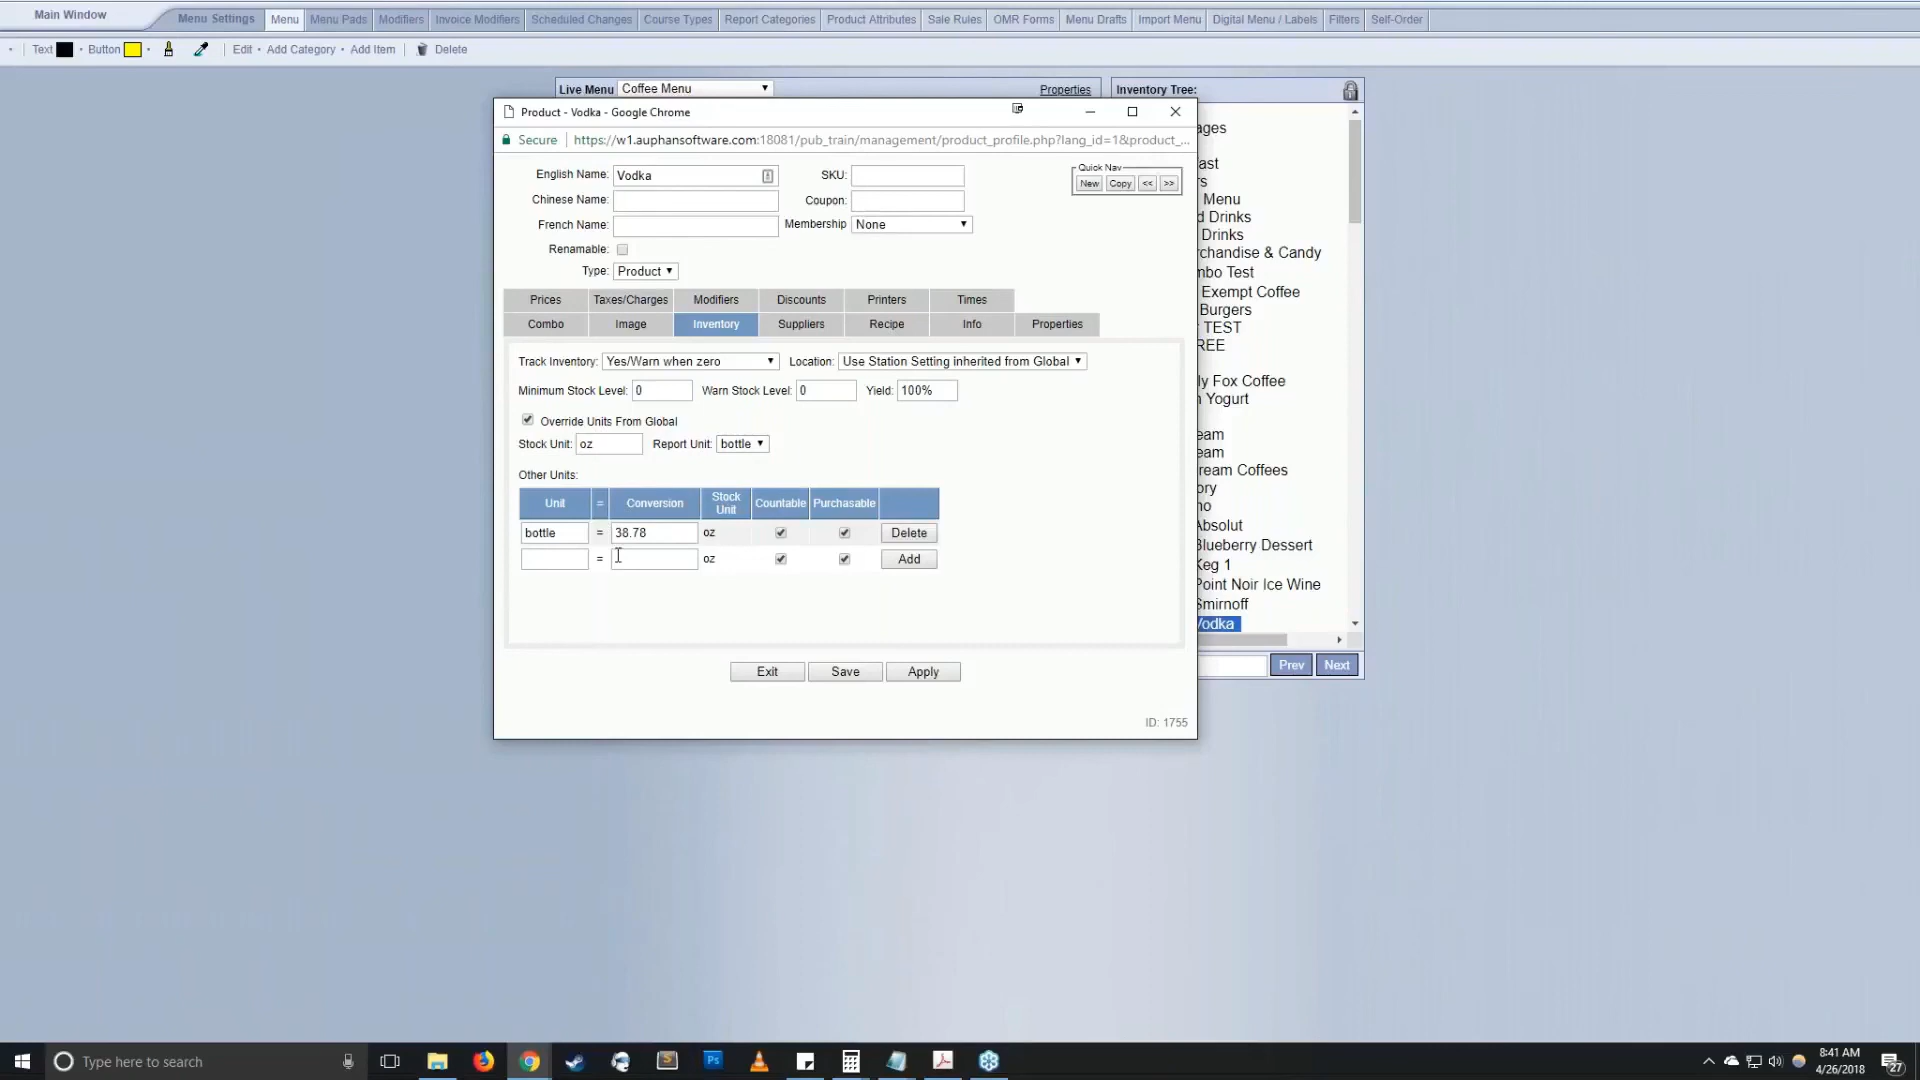 Main Window
Menu Settings Menu Menu Pads Modifiers Invoice Modifiers Scheduled Changes Course Types Report Categories Product Attributes Sale Rules OMR Forms Menu Drafts Import Menu Digital Menu / Labels Filters Self-Order
Text Button Edit Add Category Add Item Delete
Live Menu Coffee Menu Properties Inventory Tree:
Product - Vodka - Google Chrome
Secure https://w1.auphansoftware.com:18081/pub_train/management/product_profile.php?lang_id=1&product_...
English Name: Vodka SKU: Quick Nav
New Copy << >>
Chinese Name: Coupon:
French Name: Membership None
Renamable:
Type: Product
Prices Taxes/Charges Modifiers Discounts Printers Times
Combo Image Inventory Suppliers Recipe Info Properties
Track Inventory: Yes/Warn when zero Location: Use Station Setting inherited from Global
Minimum Stock Level: 0 Warn Stock Level: 0 Yield: 100%
Override Units From Global
Stock Unit: oz Report Unit: bottle
Other Units:
Unit = Conversion Stock Unit Countable Purchasable
bottle = 38.78 oz Delete
= oz Add
Exit Save Apply
ID: 1755
ages
ast
rs
Menu
d Drinks
Drinks
rchandise & Candy
mbo Test
Exempt Coffee
Burgers
TEST
REE
ly Fox Coffee
n Yogurt
eam
eam
ream Coffees
ory
no
Absolut
Blueberry Dessert
Keg 1
Point Noir Ice Wine
Smirnoff
Vodka
Prev Next
Type here to search
8:41 AM
4/26/2018
27